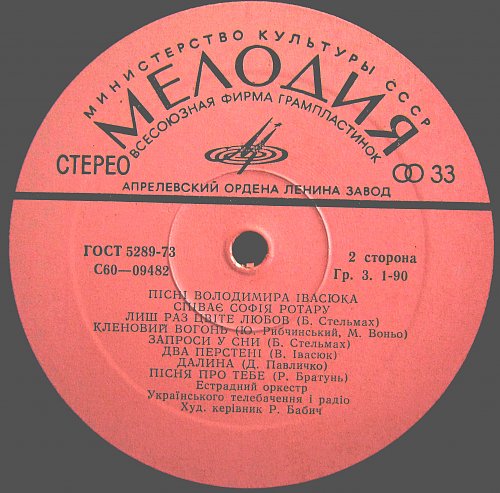 МИНИСТЕРСТВО КУЛЬТУРЫ СССР
МЕЛОДИЯ
ВСЕСОЮЗНАЯ ФИРМА ГРАМПЛАСТИНОК
СТЕРЕО
33
АПРЕЛЕВСКИЙ ОРДЕНА ЛЕНИНА ЗАВОД
ГОСТ 5289-73
2 сторона
С60—09482
Гр. 3. 1-90
ПІСНІ ВОЛОДИМИРА ІВАСЮКА
СПІВАЄ СОФІЯ РОТАРУ
ЛИШ РАЗ ЦВІТЕ ЛЮБОВ (Б. Стельмах)
КЛЕНОВИЙ ВОГОНЬ (Ю. Рибчинський, М. Воньо)
ЗАПРОСИ У СНИ (Б. Стельмах)
ДВА ПЕРСТЕНІ (В. Івасюк)
ДАЛИНА (Д. Павличко)
ПІСНЯ ПРО ТЕБЕ (Р. Братунь)
Естрадний оркестр
Українського телебачення і радіо
Худ. керівник Р. Бабич